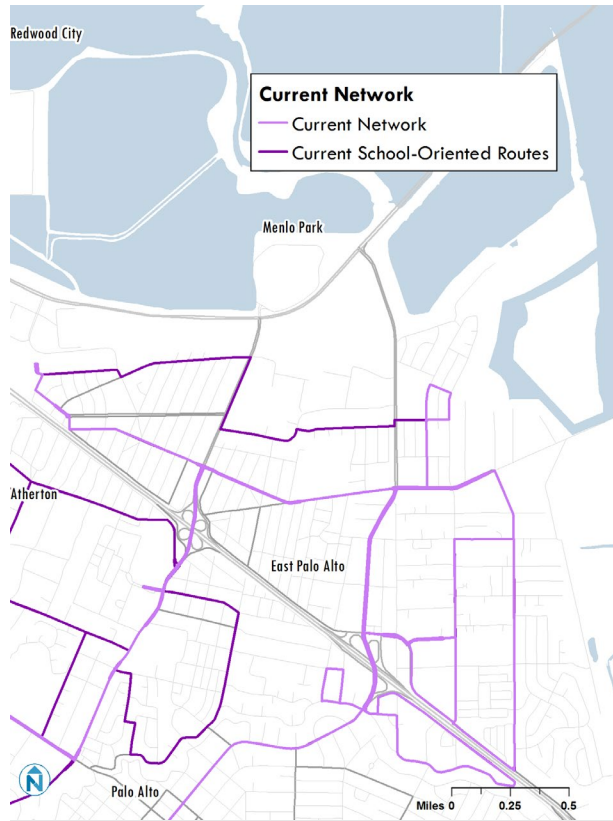 Redwood City
Current Network
Current Network
Current School-Oriented Routes
Menlo Park
Atherton
East Palo Alto
Palo Alto
N
Miles 0 0.25 0.5